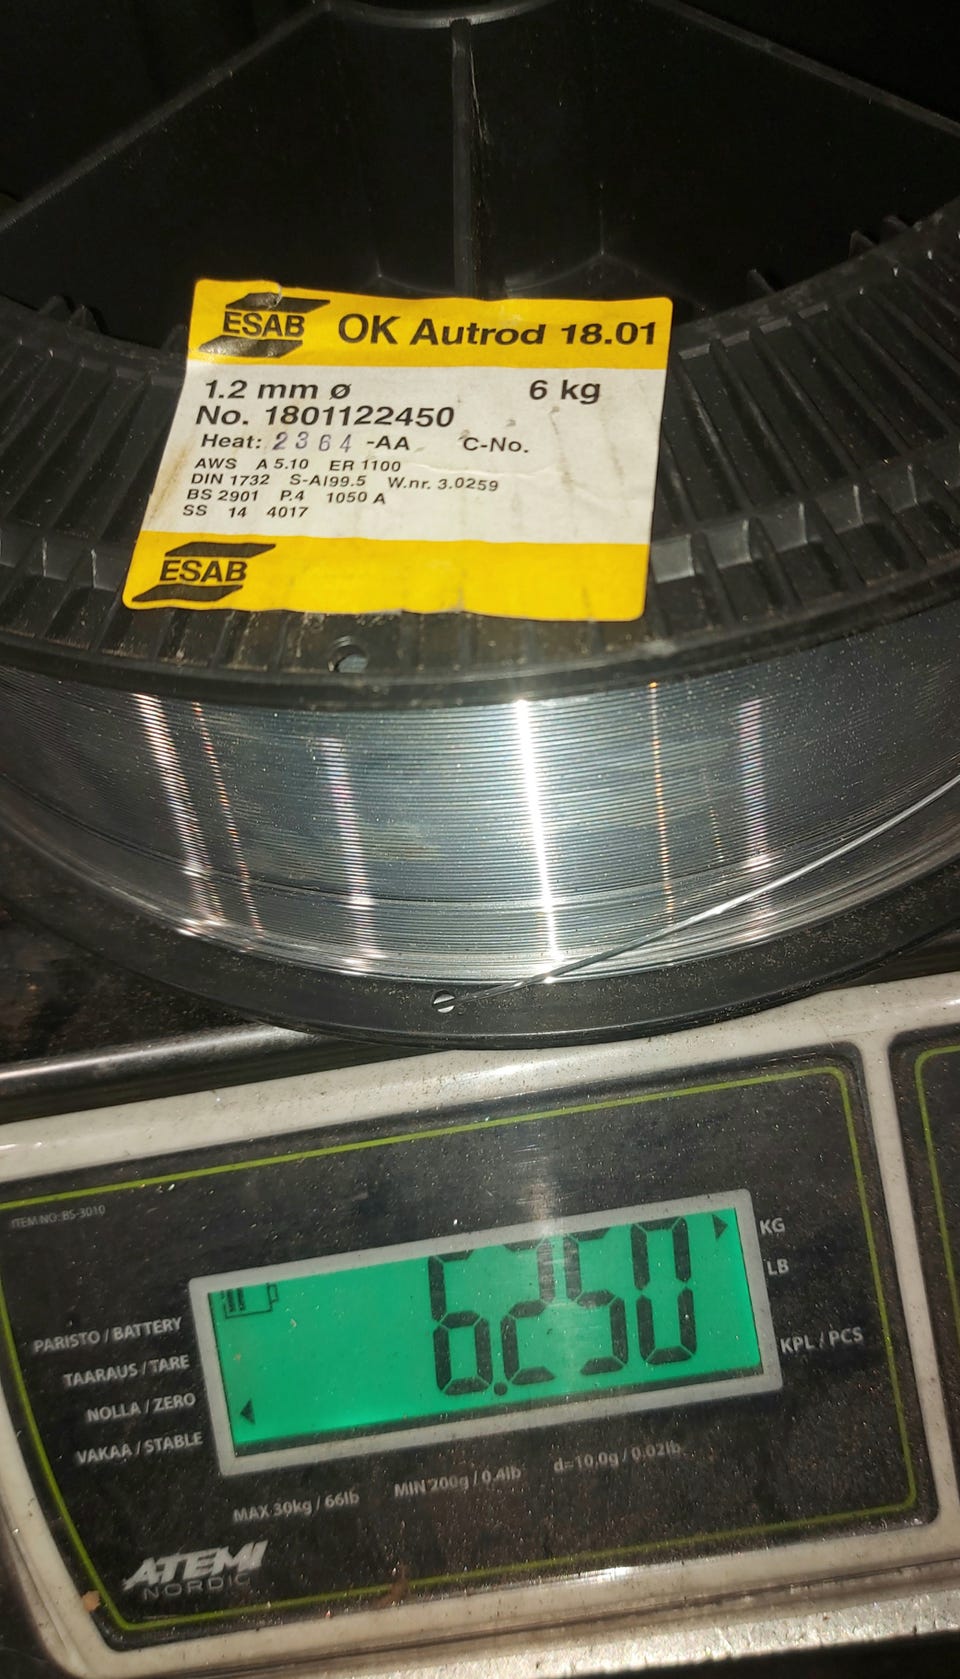 ESAB OK Autrod 18.01
1.2 mm ø 6 kg
No. 1801122450
Heat: 2364 -AA C-No.
AWS A 5.10 ER 1100
DIN 1732 S-Al99.5 W.nr. 3.0259
BS 2901 P.4 1050 A
SS 14 4017
ESAB
ITEM NO: BS-3010
6.250
KG
LB
KPL / PCS
PARISTO / BATTERY
TAARAUS / TARE
NOLLA / ZERO
VAKAA / STABLE
MAX 30kg / 66lb MIN 200g / 0.4lb d=10.0g / 0.02lb
ATEMI
NORDIC